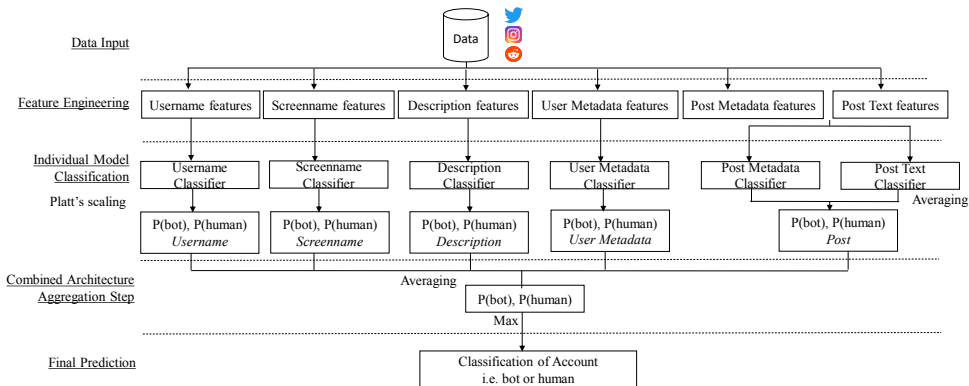 Data Input
Data
Feature Engineering
Username features
Screenname features
Description features
User Metadata features
Post Metadata features
Post Text features
Individual Model
Classification
Username
Classifier
Screenname
Classifier
Description
Classifier
User Metadata
Classifier
Post Metadata
Classifier
Post Text
Classifier
Platt's scaling
Averaging
P(bot), P(human)
Username
P(bot), P(human)
Screenname
P(bot), P(human)
Description
P(bot), P(human)
User Metadata
P(bot), P(human)
Post
Combined Architecture
Aggregation Step
Averaging
P(bot), P(human)
Max
Final Prediction
Classification of Account
i.e. bot or human